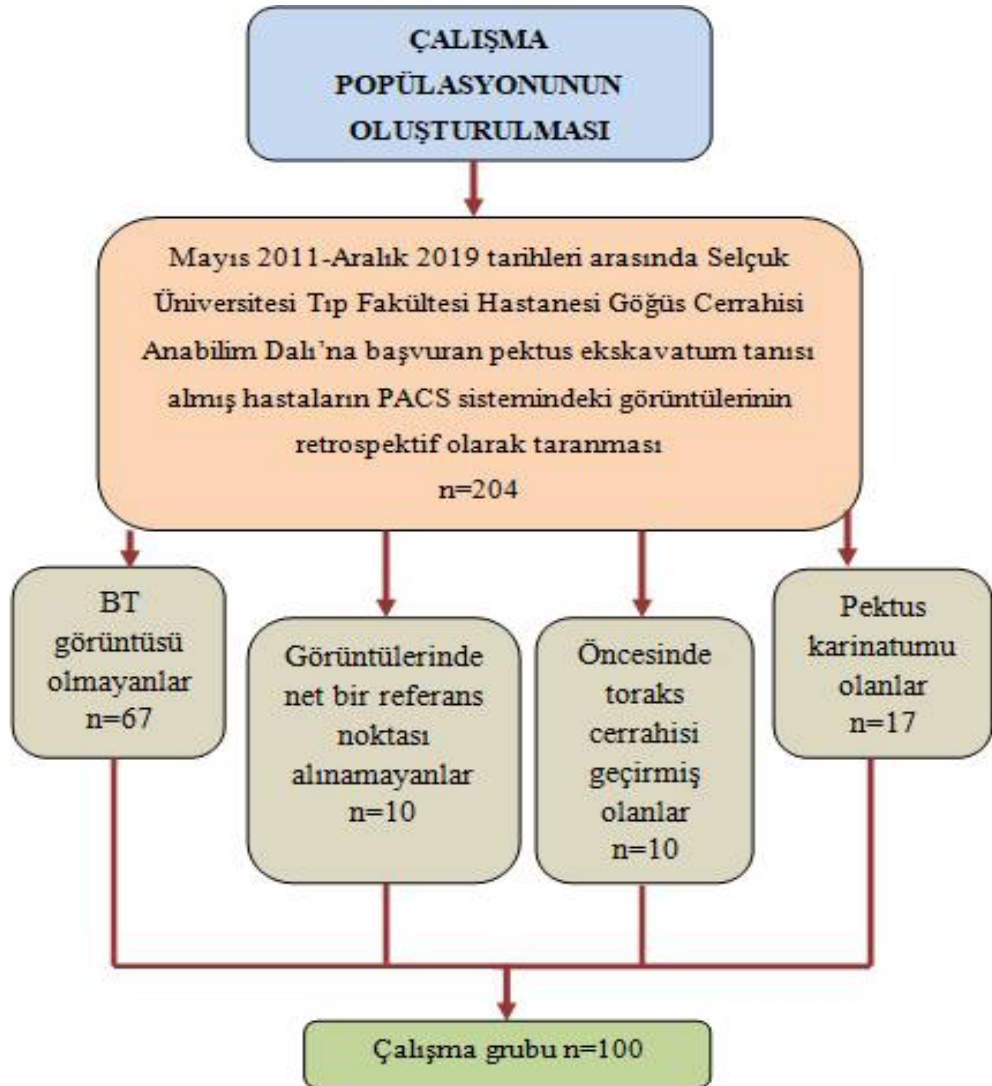 ÇALIŞMA
POPÜLASYONUNUN
OLUŞTURULMASI
Mayıs 2011-Aralık 2019 tarihleri arasında Selçuk
Üniversitesi Tıp Fakültesi Hastanesi Göğüs Cerrahisi
Anabilim Dalı’na başvuran pektus ekskavatum tanısı
almış hastaların PACS sistemindeki görüntülerinin
retrospektif olarak taranması
n=204
BT
görüntüsü
olmayanlar
n=67
Görüntülerinde
net bir referans
noktası
alınamayanlar
n=10
Öncesinde
toraks
cerrahisi
geçirmiş
olanlar
n=10
Pektus
karinatumu
olanlar
n=17
Çalışma grubu n=100